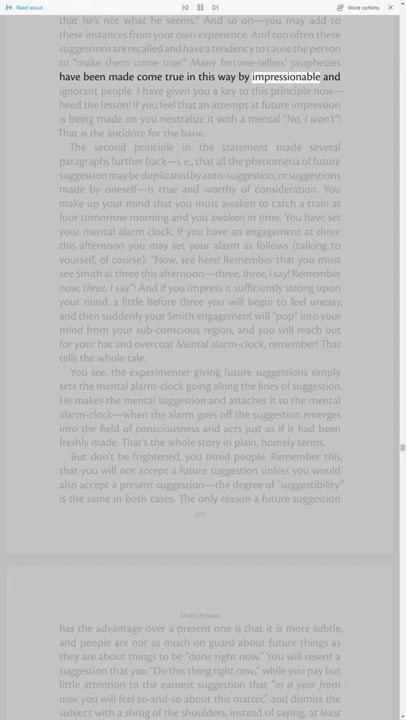 Read aloud
Voice options
that he's not what he seems." And so on—you may add to
these instances from your own experience. And too often these
suggestions are recalled and have a tendency to cause the person
to "make them come true." Many fortune-tellers' prophecies
have been made come true in this way by impressionable and
ignorant people. I have given you a key to this principle now—
heed the lesson! If you feel that an attempt at future impression
is being made on you neutralize it with a mental "No, I won't"!
That is the antidote for the bane.
The second principle in the statement made several
paragraphs further back—i. e., that all the phenomena of future
suggestion may be duplicated by auto-suggestion, or suggestions
made by oneself—is true and worthy of consideration. You
make up your mind that you must awaken to catch a train at
four tomorrow morning and you awaken in time. You have set
your mental alarm clock. If you have an engagement at three
this afternoon you may set your alarm as follows (talking to
yourself, of course): "Now, see here! Remember that you must
see Smith at three this afternoon—three, three, I say! Remember
now, three, I say"! And if you impress it sufficiently strong upon
your mind, a little before three you will begin to feel uneasy,
and then suddenly your Smith engagement will "pop" into your
mind from your sub-conscious region, and you will reach out
for your hat and overcoat Mental alarm-clock, remember! That
tells the whole tale.
You see, the experimenter giving future suggestions simply
sets the mental alarm-clock going along the lines of suggestion.
He makes the mental suggestion and attaches it to the mental
alarm-clock—when the alarm goes off the suggestion emerges
into the field of consciousness and acts just as if it had been
freshly made. That's the whole story in plain, homely terms.
But don't be frightened, you timid people. Remember this,
that you will not accept a future suggestion unless you would
also accept a present suggestion—the degree of "suggestibility"
is the same in both cases. The only reason a future suggestion
Mind-Power
has the advantage over a present one is that it is more subtle,
and people are not as much on guard about future things as
they are about things to be "done right now." You will resent a
suggestion that you "Do this thing right now," while you pay but
little attention to the earnest suggestion that "in a year from
now you will feel so-and-so about this matter," and dismiss the
subject with a shrug of the shoulders, instead of saying, at least